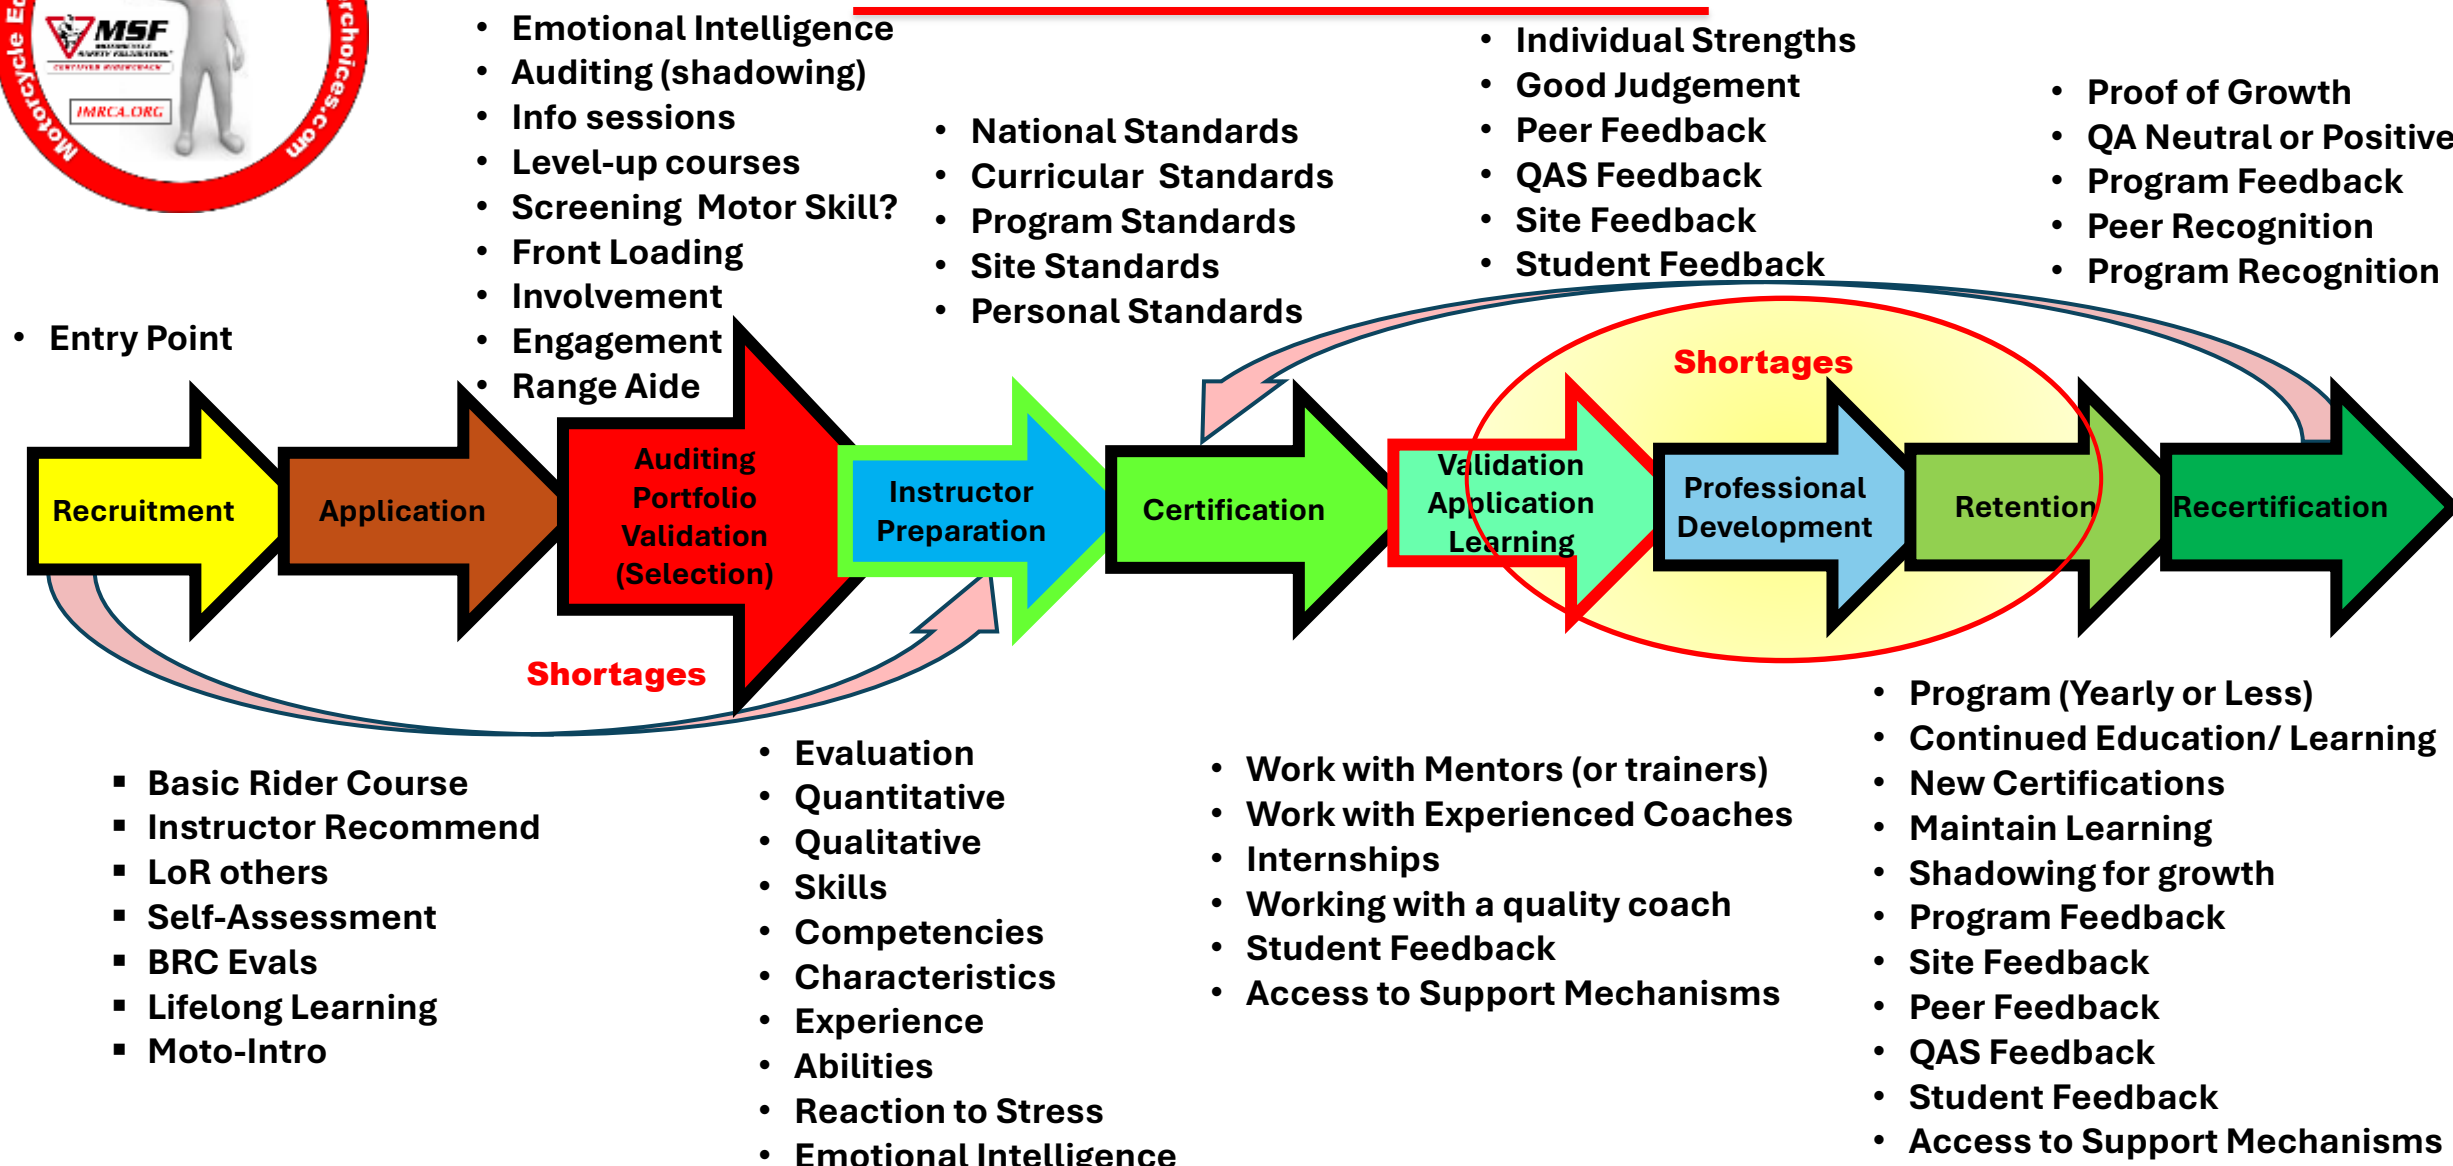 Motorcycle Ed
rchoices.com
MSF
MOTORCYCLE
SAFETY FOUNDATION
CERTIFIED RIDERCOACH
IMRCA.ORG
• Emotional Intelligence
• Auditing (shadowing)
• Info sessions
• Level-up courses
• Screening Motor Skill?
• Front Loading
• Involvement
• Engagement
• Range Aide
• National Standards
• Curricular Standards
• Program Standards
• Site Standards
• Personal Standards
• Individual Strengths
• Good Judgement
• Peer Feedback
• QAS Feedback
• Site Feedback
• Student Feedback
• Proof of Growth
• QA Neutral or Positive
• Program Feedback
• Peer Recognition
• Program Recognition
• Entry Point
Shortages
Recruitment
Application
Auditing
Portfolio
Validation
(Selection)
Instructor
Preparation
Certification
Validation
Application
Learning
Professional
Development
Retention
Recertification
Shortages
▪ Basic Rider Course
▪ Instructor Recommend
▪ LoR others
▪ Self-Assessment
▪ BRC Evals
▪ Lifelong Learning
▪ Moto-Intro
• Evaluation
• Quantitative
• Qualitative
• Skills
• Competencies
• Characteristics
• Experience
• Abilities
• Reaction to Stress
• Emotional Intelligence
• Work with Mentors (or trainers)
• Work with Experienced Coaches
• Internships
• Working with a quality coach
• Student Feedback
• Access to Support Mechanisms
• Program (Yearly or Less)
• Continued Education/ Learning
• New Certifications
• Maintain Learning
• Shadowing for growth
• Program Feedback
• Site Feedback
• Peer Feedback
• QAS Feedback
• Student Feedback
• Access to Support Mechanisms